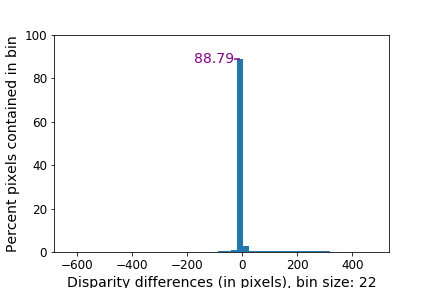 Percent pixels contained in bin
100
80
60
40
20
0
88.79
−600 −400 −200 0 200 400
Disparity differences (in pixels), bin size: 22